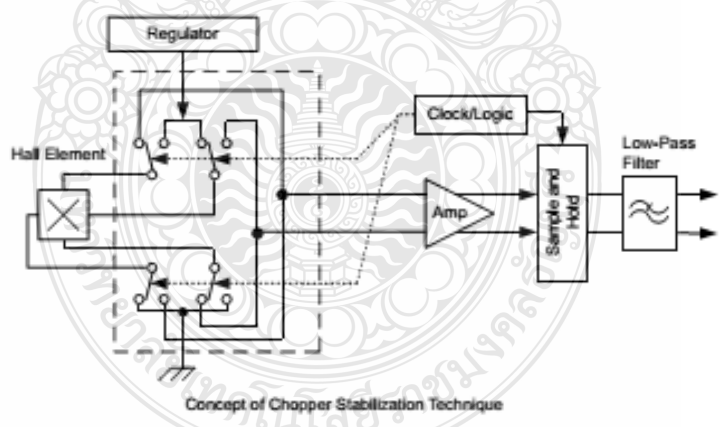 Regulator
Clock/Logic
Hall Element
Low-Pass
Filter
Amp
Sample and
Hold
Concept of Chopper Stabilization Technique